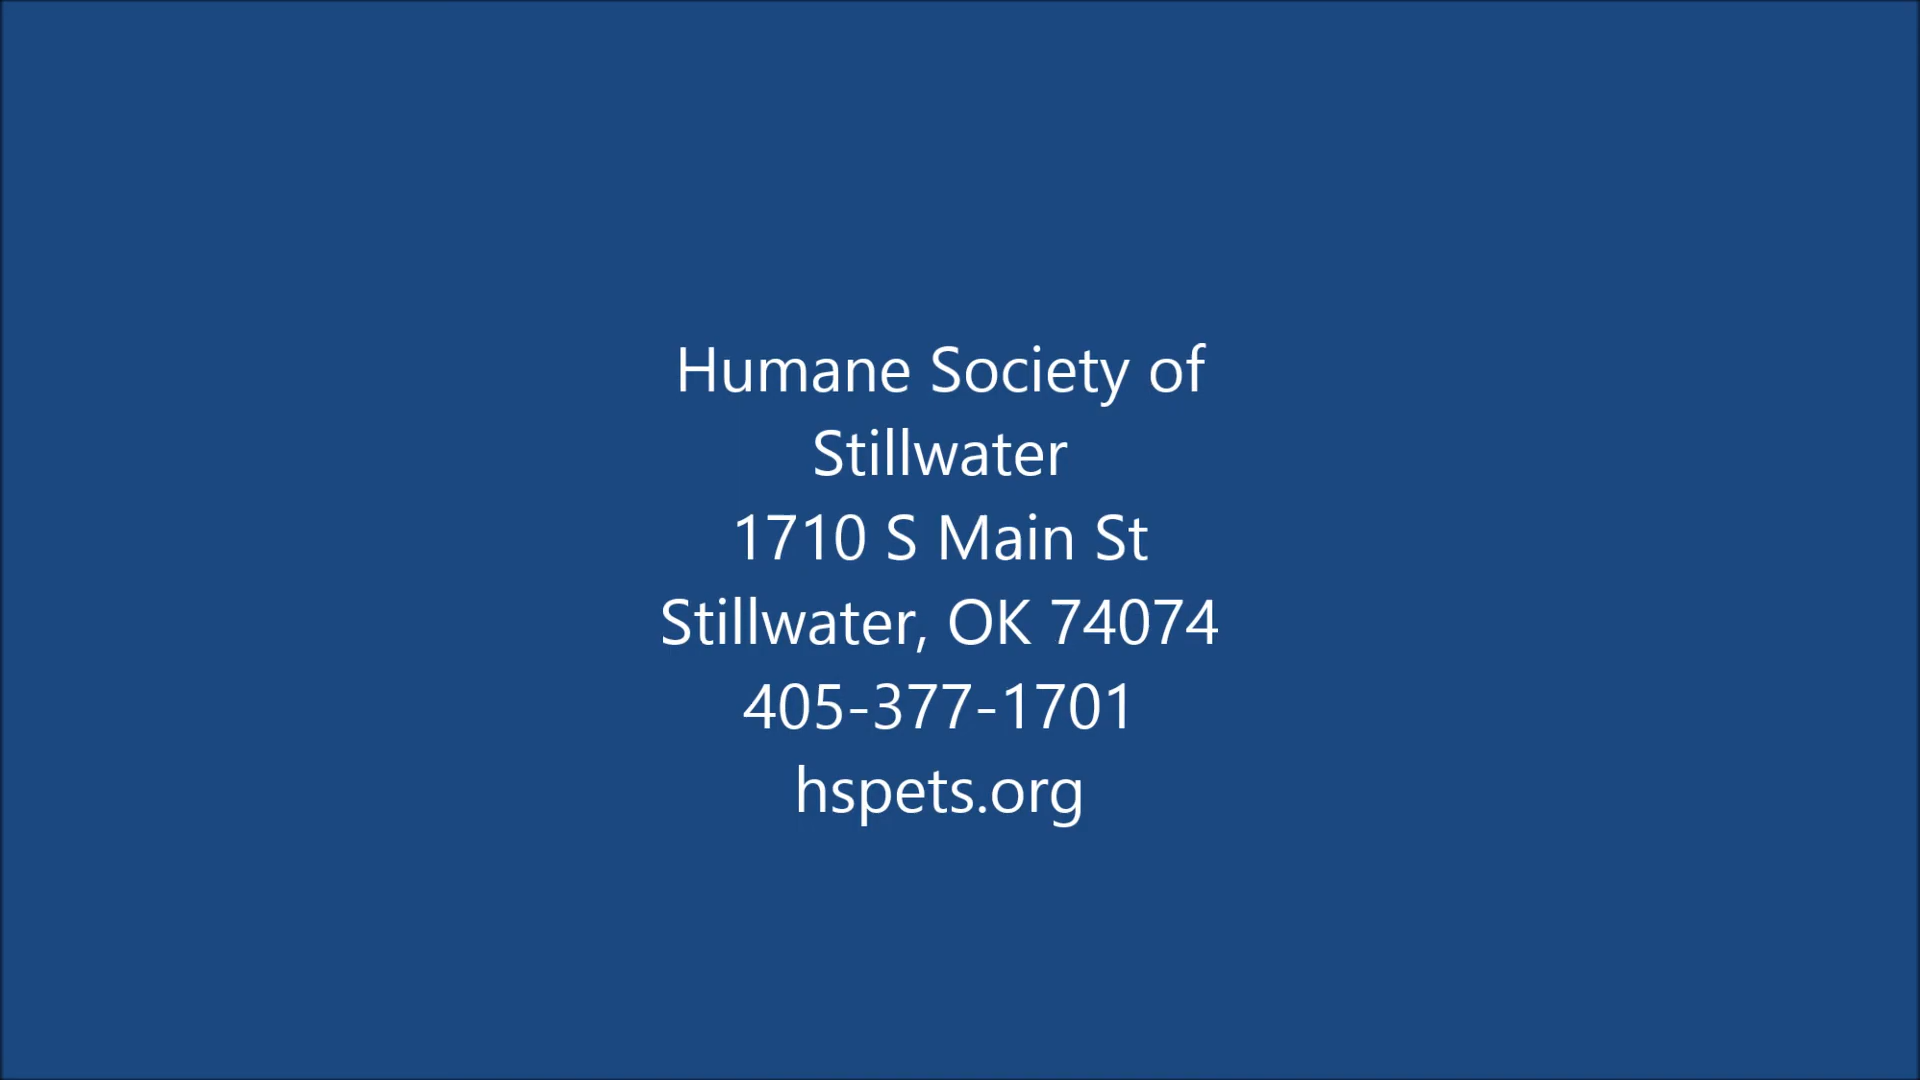 Humane Society of
Stillwater
1710 S Main St
Stillwater, OK 74074
405-377-1701
hspets.org